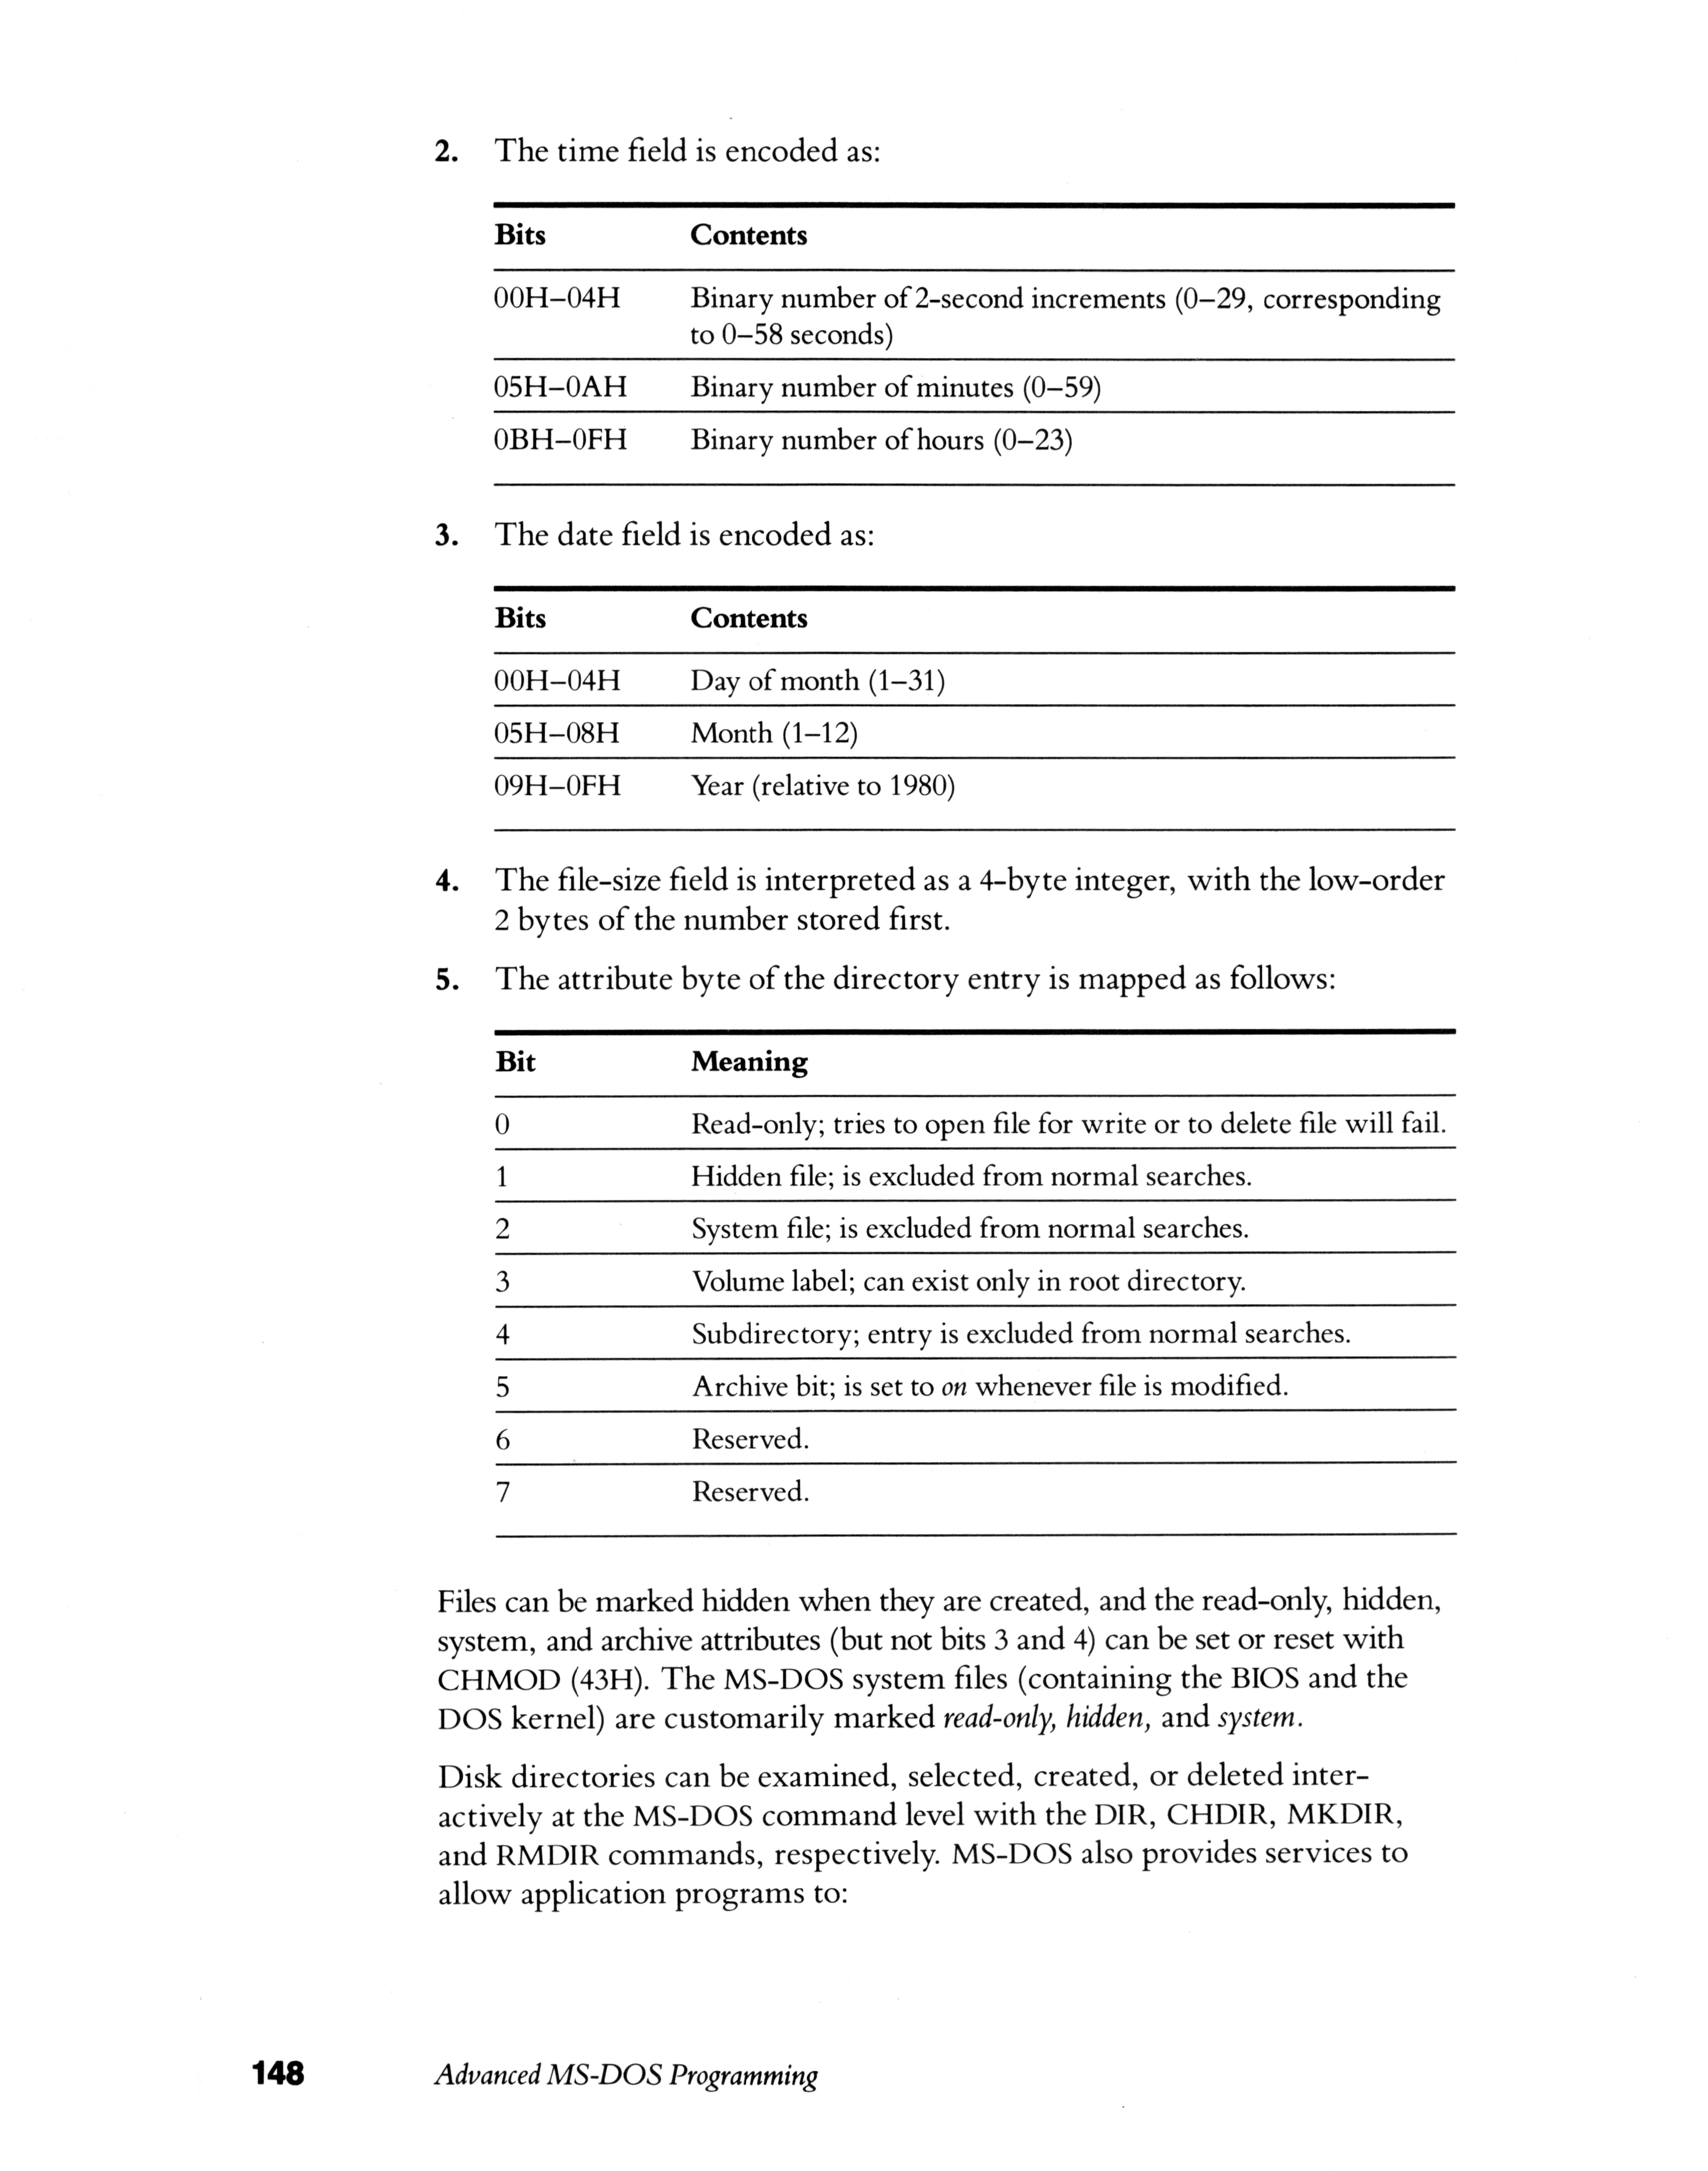 2. The time field is encoded as:
Bits Contents
00H–04H Binary number of 2-second increments (0–29, corresponding
to 0–58 seconds)
05H–0AH Binary number of minutes (0–59)
0BH–0FH Binary number of hours (0–23)
3. The date field is encoded as:
Bits Contents
00H–04H Day of month (1–31)
05H–08H Month (1–12)
09H–0FH Year (relative to 1980)
4. The file-size field is interpreted as a 4-byte integer, with the low-order
2 bytes of the number stored first.
5. The attribute byte of the directory entry is mapped as follows:
Bit Meaning
0 Read-only; tries to open file for write or to delete file will fail.
1 Hidden file; is excluded from normal searches.
2 System file; is excluded from normal searches.
3 Volume label; can exist only in root directory.
4 Subdirectory; entry is excluded from normal searches.
5 Archive bit; is set to on whenever file is modified.
6 Reserved.
7 Reserved.
Files can be marked hidden when they are created, and the read-only, hidden,
system, and archive attributes (but not bits 3 and 4) can be set or reset with
CHMOD (43H). The MS-DOS system files (containing the BIOS and the
DOS kernel) are customarily marked read-only, hidden, and system.
Disk directories can be examined, selected, created, or deleted inter-
actively at the MS-DOS command level with the DIR, CHDIR, MKDIR,
and RMDIR commands, respectively. MS-DOS also provides services to
allow application programs to:
148 Advanced MS-DOS Programming